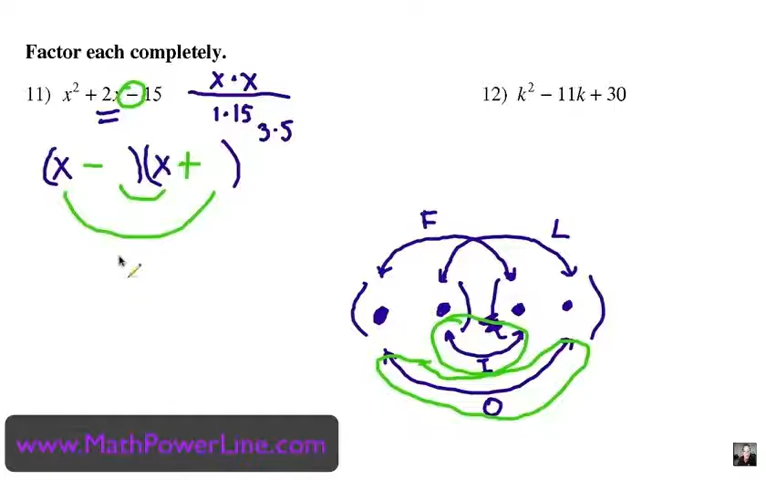 Factor each completely.
11) x² + 2x − 15
x · x
1·15
3·5
(x −   )(x +   )
12) k² − 11k + 30
F
L
I
O
www.MathPowerLine.com